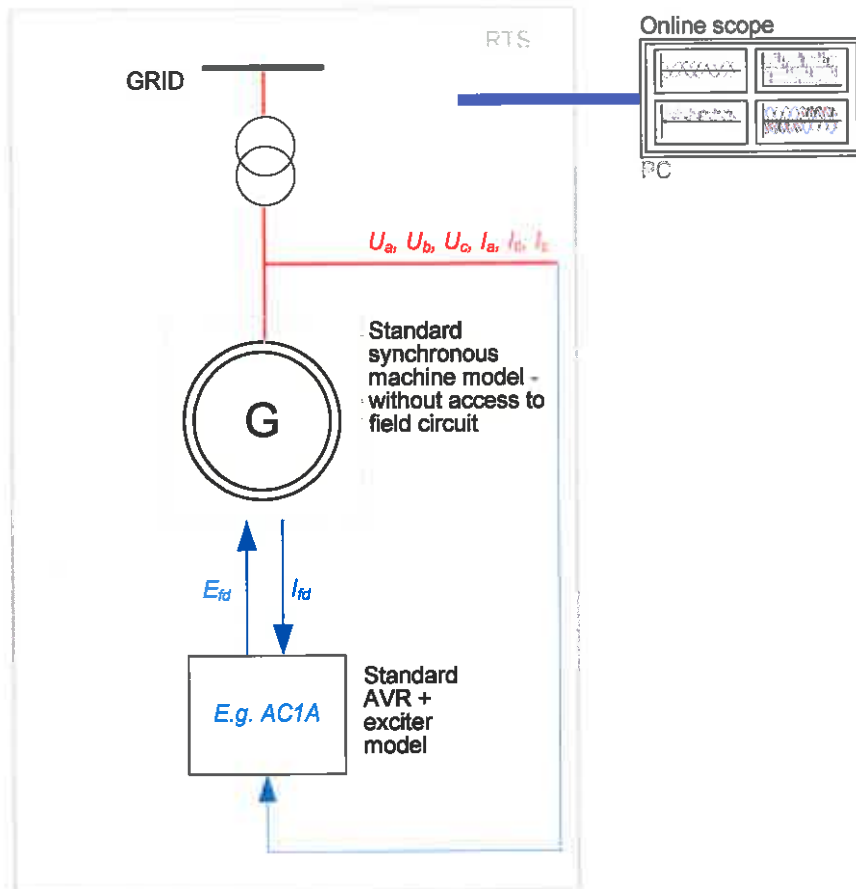 Online scope
RTS
GRID
PC
Ua, Ub, Uc, Ia, Ib, Ic
Standard
synchronous
machine model -
without access to
field circuit
G
Efd
Ifd
Standard
AVR +
exciter
model
E.g. AC1A